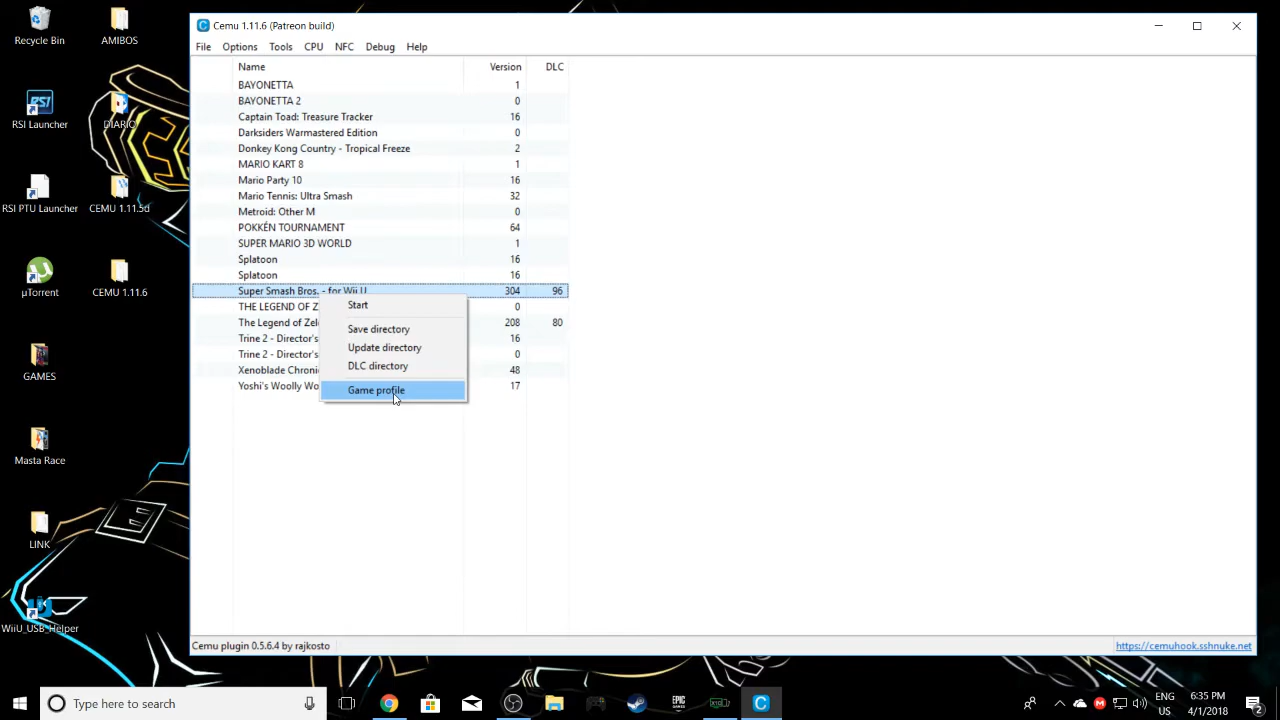 Recycle Bin
AMIBOS
RSI Launcher
DIARIO
RSI PTU Launcher
CEMU 1.11.5d
µTorrent
CEMU 1.11.6
GAMES
Masta Race
LINK
WiiU_USB_Helper
Cemu 1.11.6 (Patreon build)
File Options Tools CPU NFC Debug Help
Name Version DLC
BAYONETTA 1
BAYONETTA 2 0
Captain Toad: Treasure Tracker 16
Darksiders Warmastered Edition 0
Donkey Kong Country - Tropical Freeze 2
MARIO KART 8 1
Mario Party 10 16
Mario Tennis: Ultra Smash 32
Metroid: Other M 0
POKKÉN TOURNAMENT 64
SUPER MARIO 3D WORLD 1
Splatoon 16
Splatoon 16
Super Smash Bros. - for Wii U 304 96
THE LEGEND OF Z 0
The Legend of Zel 208 80
Trine 2 - Director's 16
Trine 2 - Director's 0
Xenoblade Chroni 48
Yoshi's Woolly Wo 17
Start
Save directory
Update directory
DLC directory
Game profile
Cemu plugin 0.5.6.4 by rajkosto
https://cemuhook.sshnuke.net
Type here to search
EPIC GAMES
ENG
US
6:35 PM
4/1/2018
2